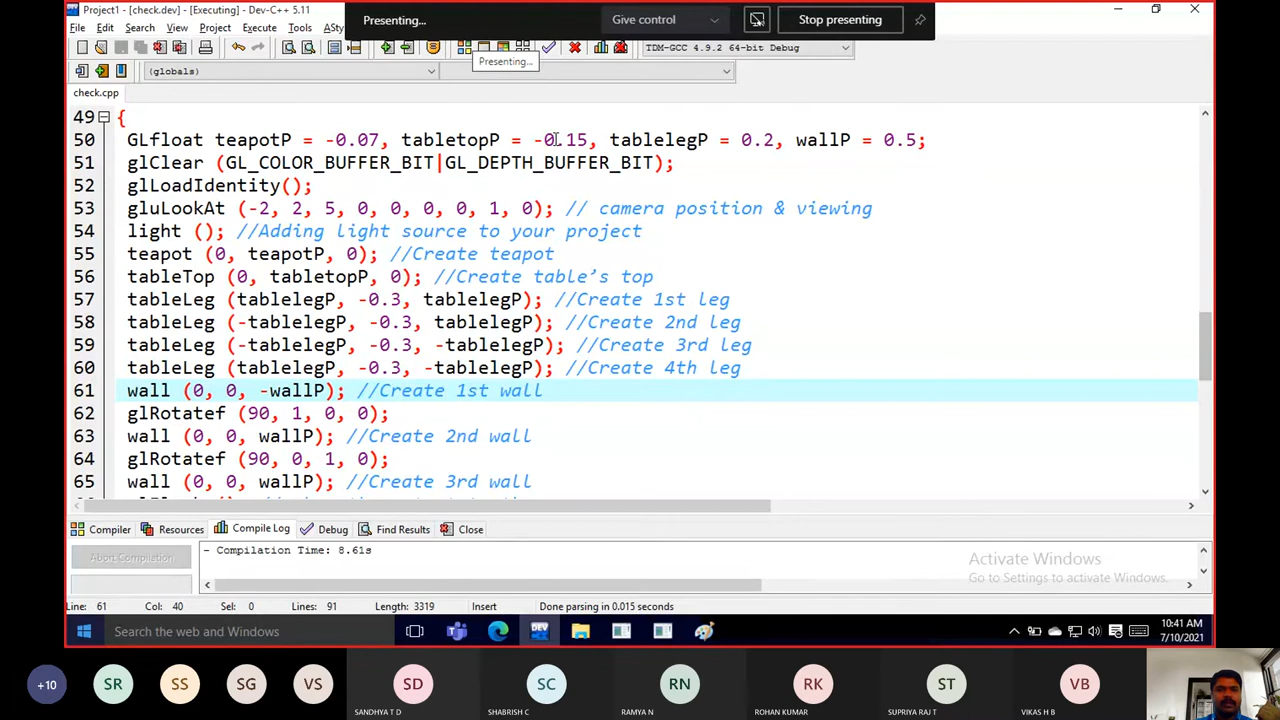 Project1 - [check.dev] - [Executing] - Dev-C++ 5.11
Presenting...
Give control
Stop presenting
File Edit Search View Project Execute Tools ASty
TDM-GCC 4.9.2 64-bit Debug
Presenting...
(globals)
check.cpp
49 {
50 GLfloat teapotP = -0.07, tabletopP = -0.15, tablelegP = 0.2, wallP = 0.5;
51 glClear (GL_COLOR_BUFFER_BIT|GL_DEPTH_BUFFER_BIT);
52 glLoadIdentity();
53 gluLookAt (-2, 2, 5, 0, 0, 0, 0, 1, 0); // camera position & viewing
54 light (); //Adding light source to your project
55 teapot (0, teapotP, 0); //Create teapot
56 tableTop (0, tabletopP, 0); //Create table’s top
57 tableLeg (tablelegP, -0.3, tablelegP); //Create 1st leg
58 tableLeg (-tablelegP, -0.3, tablelegP); //Create 2nd leg
59 tableLeg (-tablelegP, -0.3, -tablelegP); //Create 3rd leg
60 tableLeg (tablelegP, -0.3, -tablelegP); //Create 4th leg
61 wall (0, 0, -wallP); //Create 1st wall
62 glRotatef (90, 1, 0, 0);
63 wall (0, 0, wallP); //Create 2nd wall
64 glRotatef (90, 0, 1, 0);
65 wall (0, 0, wallP); //Create 3rd wall
Compiler Resources Compile Log Debug Find Results Close
Abort Compilation
- Compilation Time: 8.61s
Activate Windows
Go to Settings to activate Windows.
Line: 61 Col: 40 Sel: 0 Lines: 91 Length: 3319 Insert Done parsing in 0.015 seconds
Search the web and Windows
DEV
10:41 AM
7/10/2021
+10 SR SS SG VS SD SC RN RK ST VB
SANDHYA T D SHABRISH C RAMYA N ROHAN KUMAR SUPRIYA RAJ T VIKAS H B